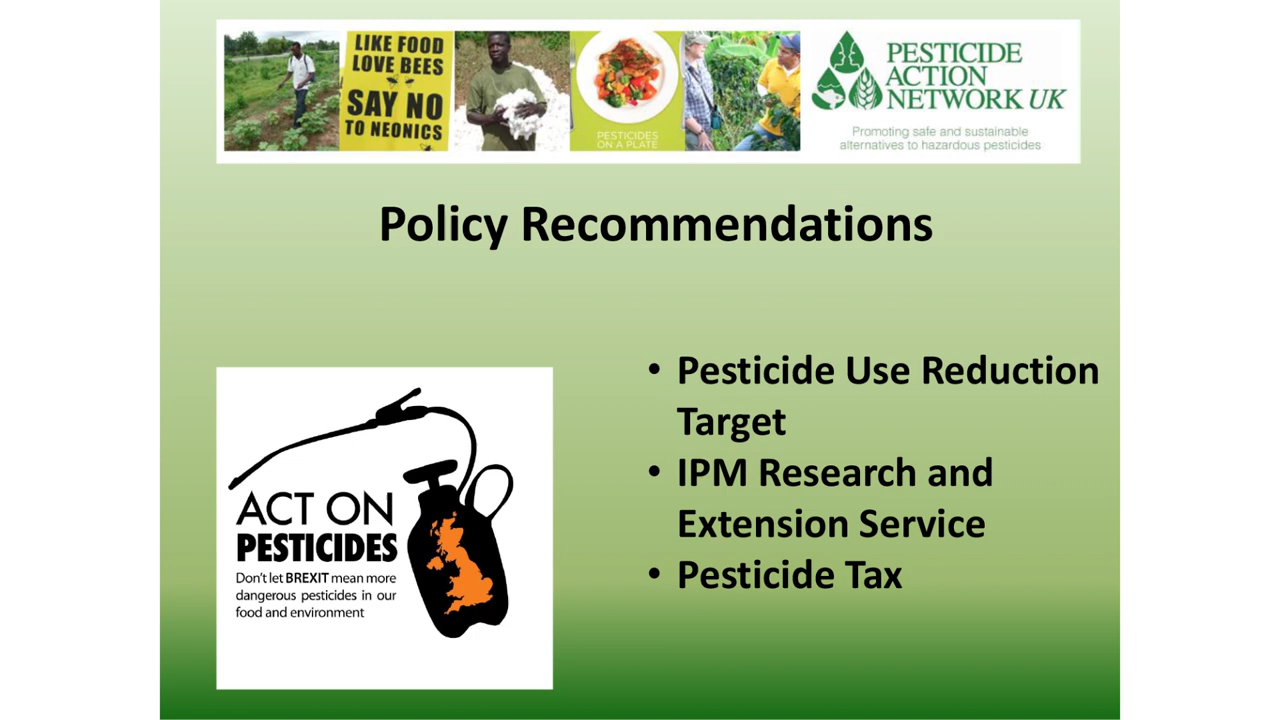 LIKE FOOD
LOVE BEES
SAY NO
TO NEONICS
PESTICIDES
ON A PLATE
PESTICIDE
ACTION
NETWORK UK
Promoting safe and sustainable
alternatives to hazardous pesticides
Policy Recommendations
ACT ON
PESTICIDES
Don't let BREXIT mean more
dangerous pesticides in our
food and environment
• Pesticide Use Reduction
Target
• IPM Research and
Extension Service
• Pesticide Tax